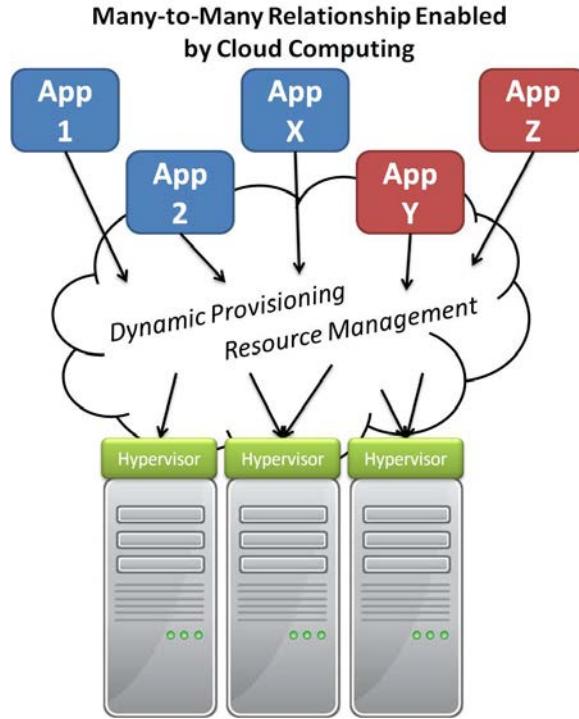 Many-to-Many Relationship Enabled
by Cloud Computing
App
1
App
X
App
Z
App
2
App
Y
Dynamic Provisioning
Resource Management
Hypervisor
Hypervisor
Hypervisor